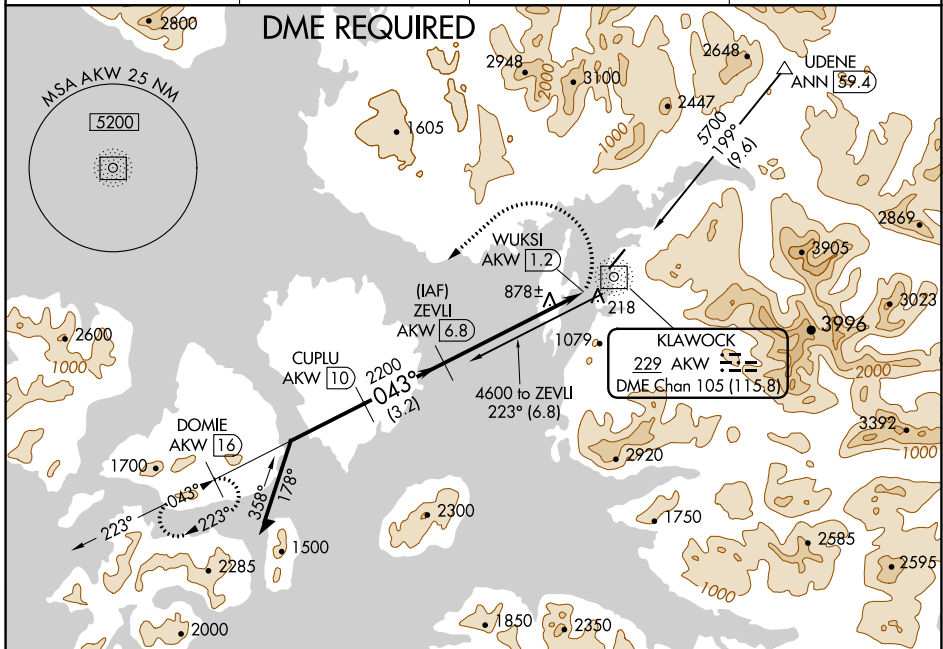 DME REQUIRED
2800
MSA AKW 25 NM
5200
2948
2000
3100
1000
2447
2648
UDENE
ANN 59.4
5700
199°
(9.6)
1605
2869
3905
3023
3996
2000
WUKSI
AKW 1.2
878±
218
1079
(IAF)
ZEVLI
AKW 6.8
KLAWOCK
229 AKW
DME Chan 105 (115.8)
2600
1000
CUPLU
AKW 10
2200
043°
(3.2)
4600 to ZEVLI
223° (6.8)
3392
1000
DOMIE
AKW 16
1700
043°
223°
223°
358°
178°
2920
2300
1750
1500
2285
2585
2595
1000
2000
1850
2350